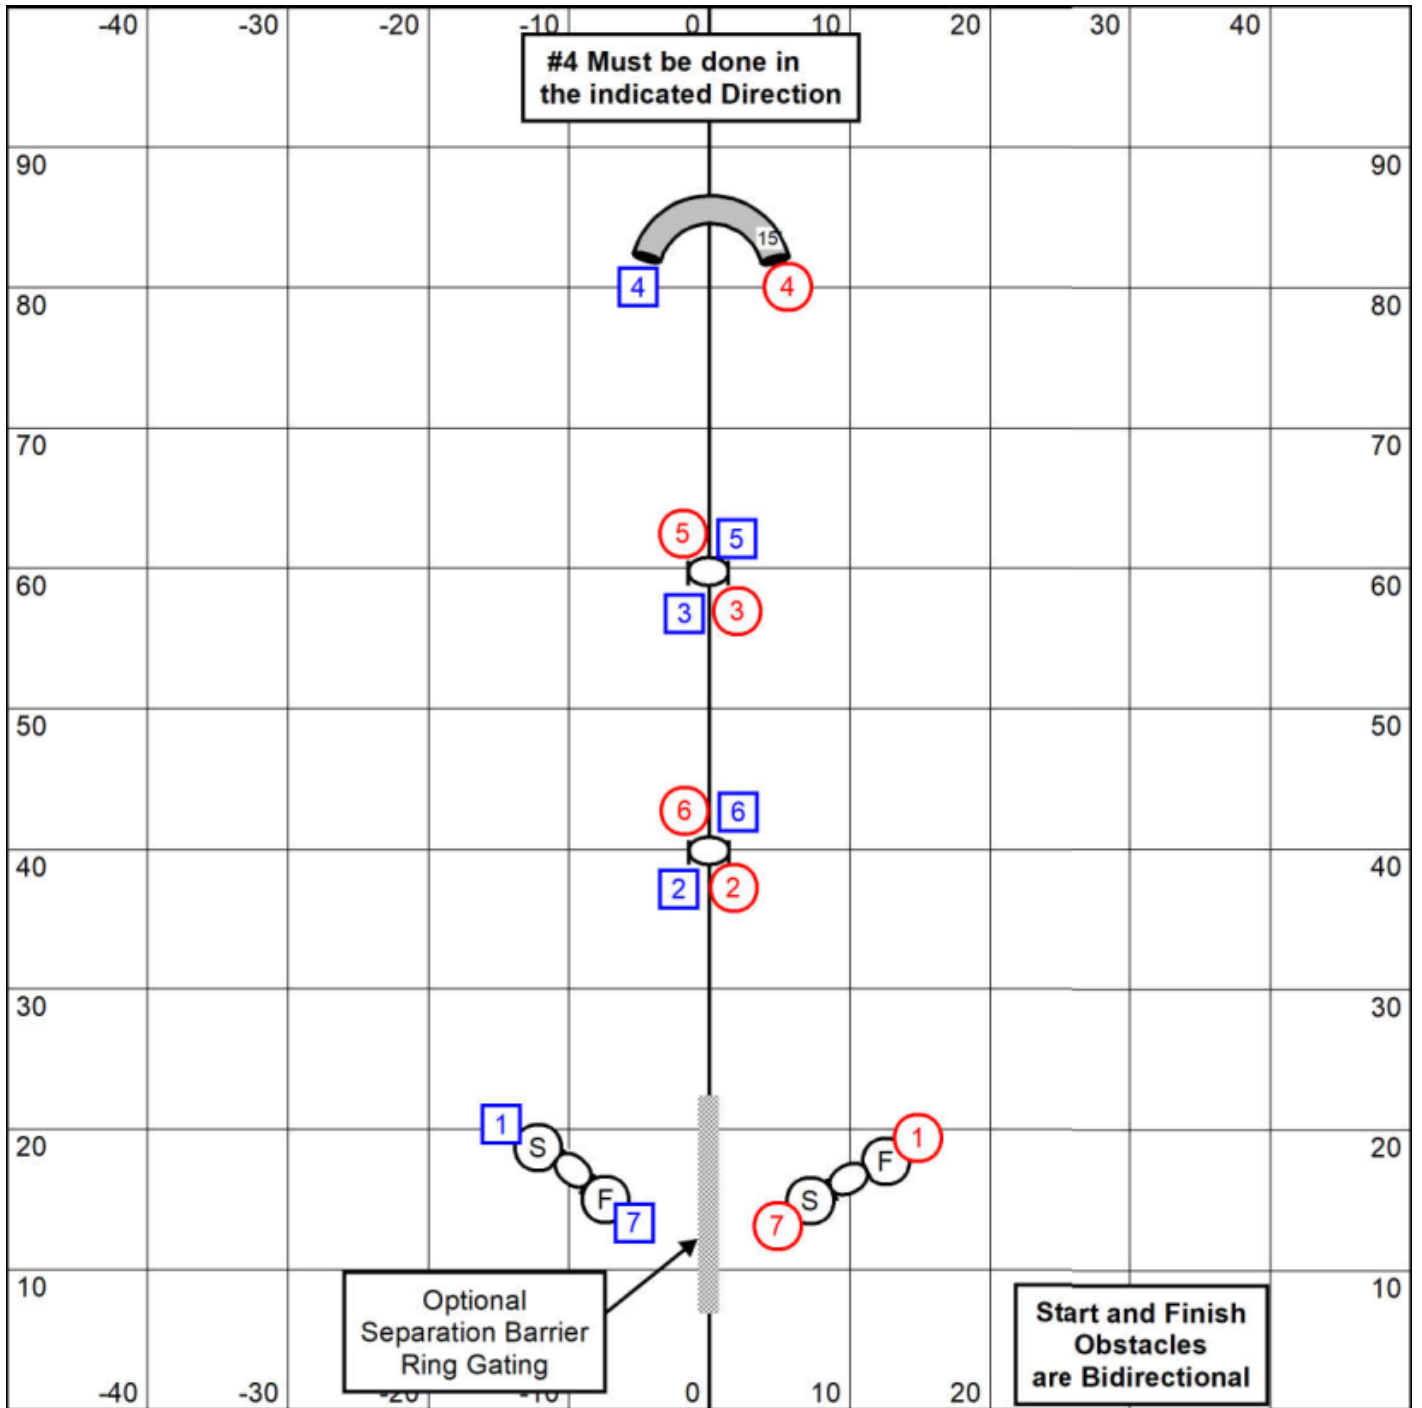 -40 -30 -20 -10 0 10 20 30 40
#4 Must be done in
the indicated Direction
90 90
15'
4 4
80 80
70 70
5 5
60 60
3 3
50 50
6 6
40 40
2 2
30 30
1 S F 1
20 20
F S
7 7
10 10
Optional
Separation Barrier
Ring Gating
Start and Finish
Obstacles
are Bidirectional
-40 -30 -20 -10 0 10 20